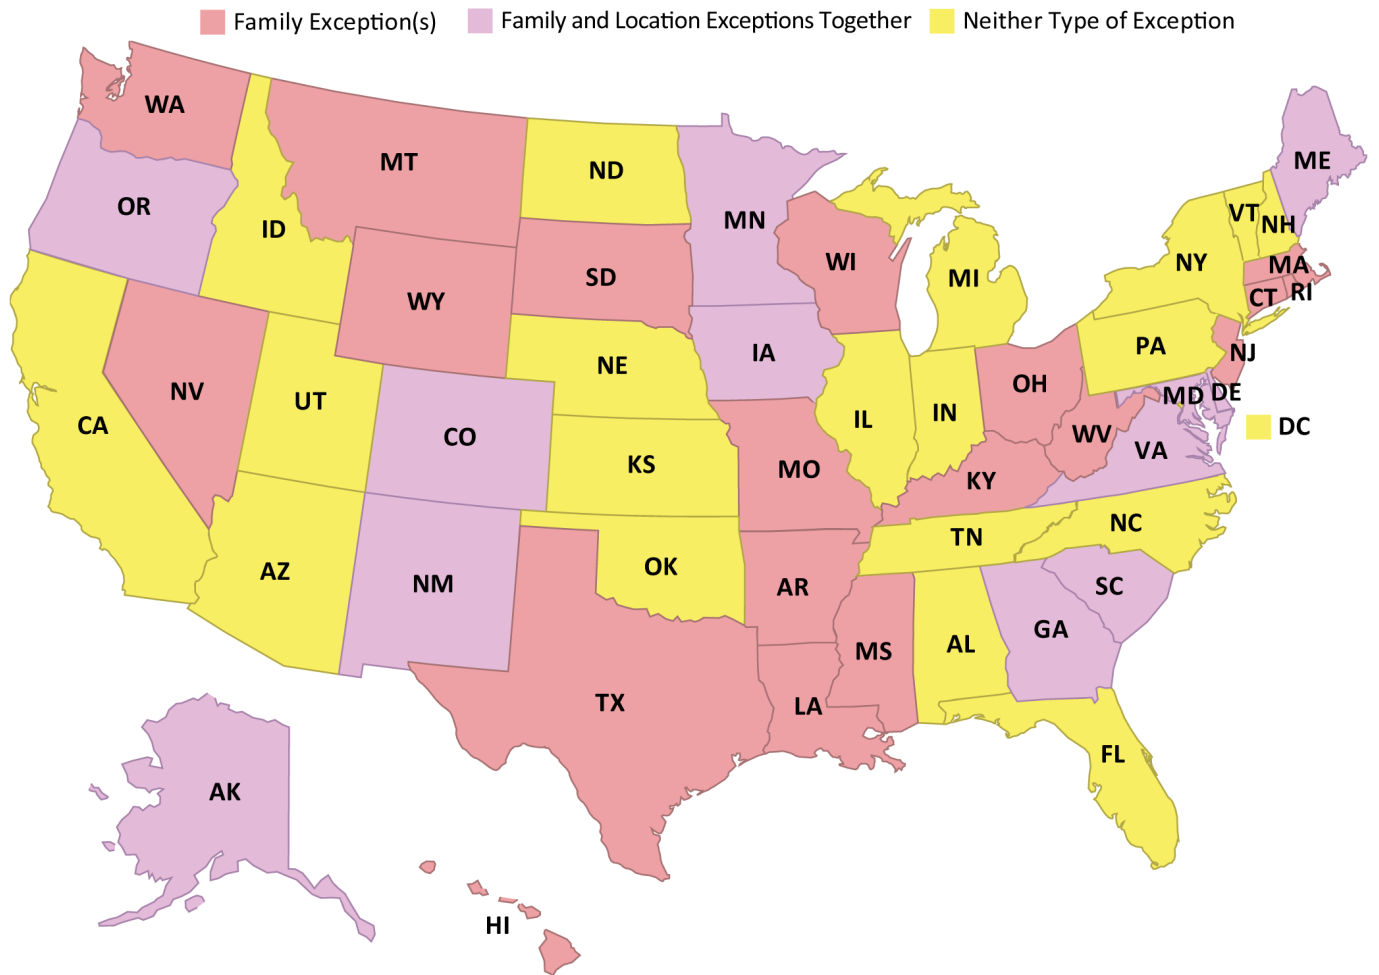 Family Exception(s) Family and Location Exceptions Together Neither Type of Exception
WA
MT
ND
ME
OR
ID
MN
VT
NH
SD
WI
MI
NY
MA
WY
CT
RI
IA
PA
NJ
NE
NV
UT
OH
MD
DE
CA
CO
IL
IN
DC
WV
VA
KS
MO
KY
NC
TN
AZ
NM
OK
AR
SC
GA
MS
AL
TX
LA
FL
AK
HI